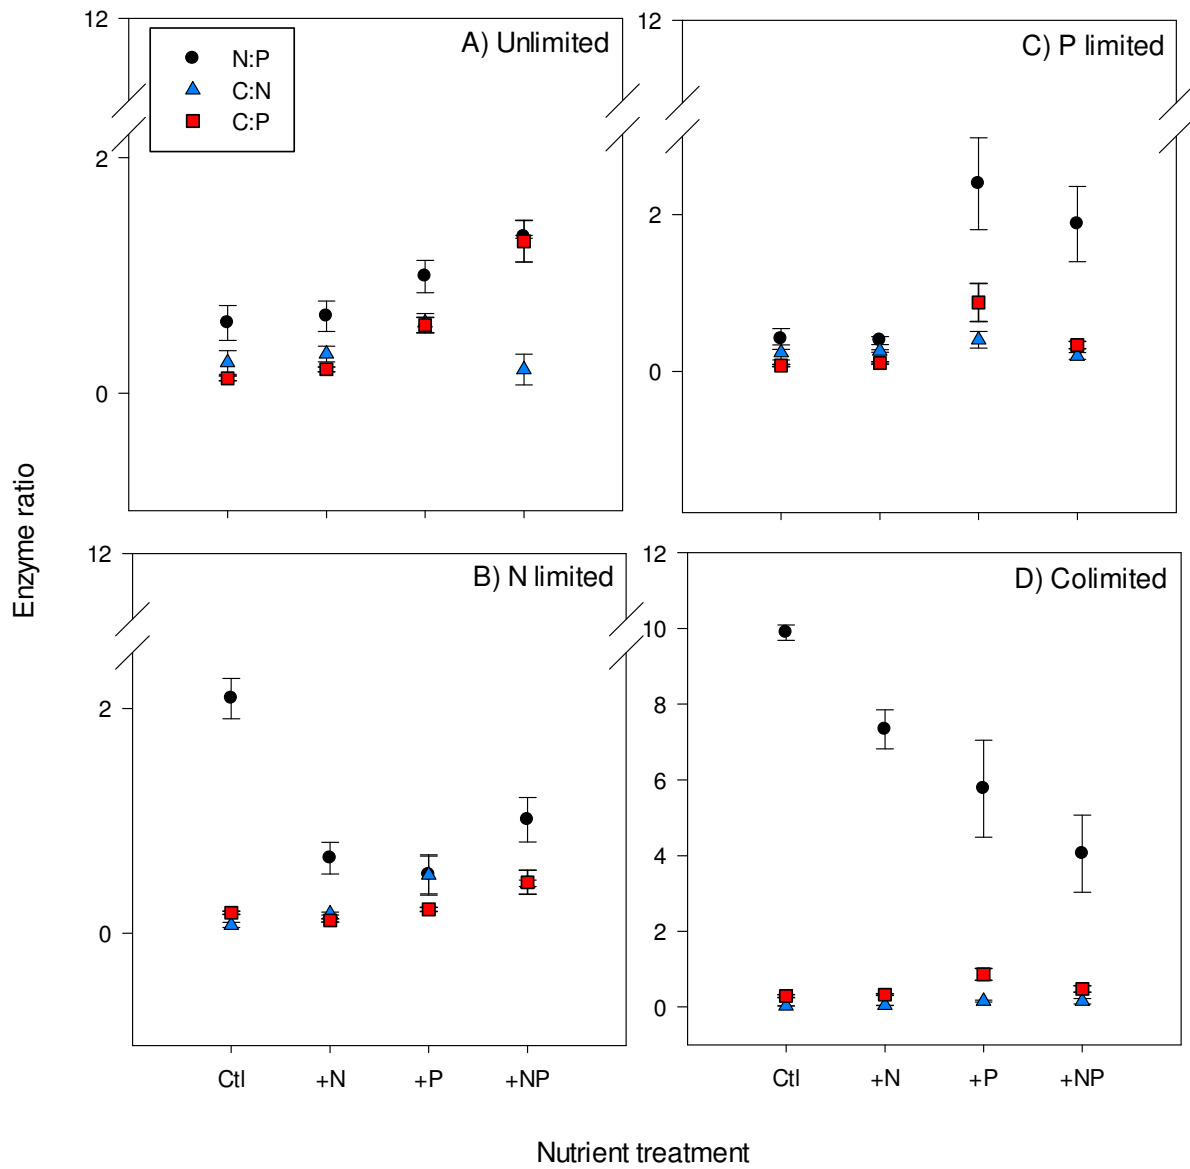 12
A) Unlimited
N:P
C:N
C:P
2
0
12
C) P limited
2
0
Enzyme ratio
12
B) N limited
2
0
Ctl +N +P +NP
12
D) Colimited
10
8
6
4
2
0
Ctl +N +P +NP
Nutrient treatment